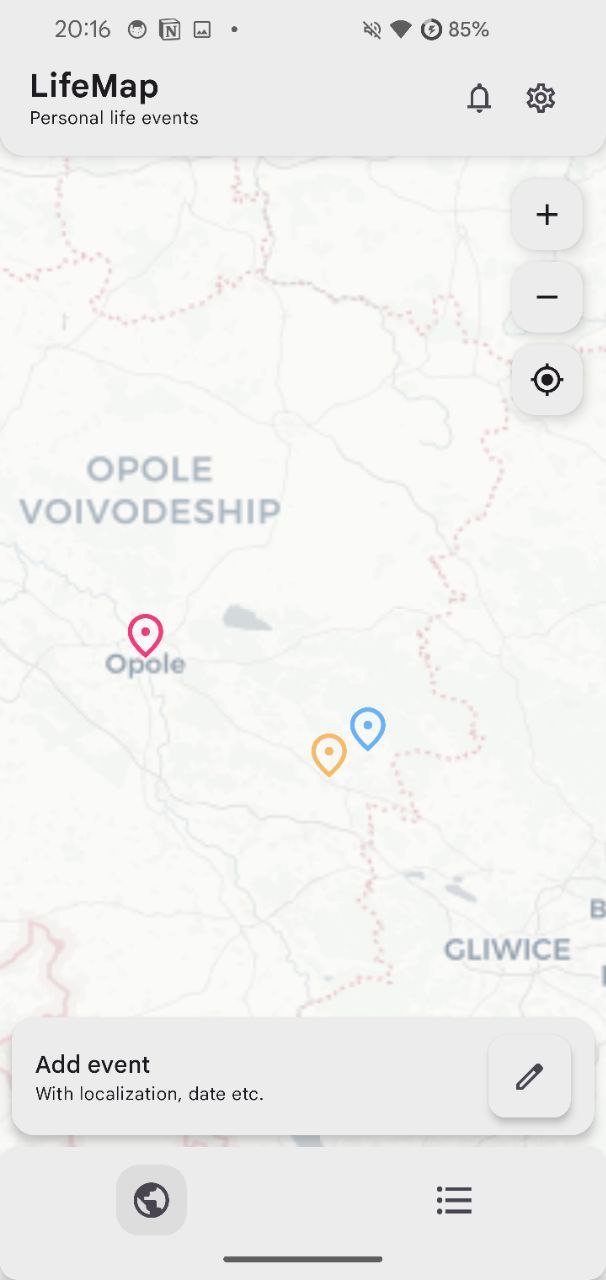 20:16
85%
LifeMap
Personal life events
OPOLE
VOIVODESHIP
Opole
GLIWICE
B
Add event
With localization, date etc.